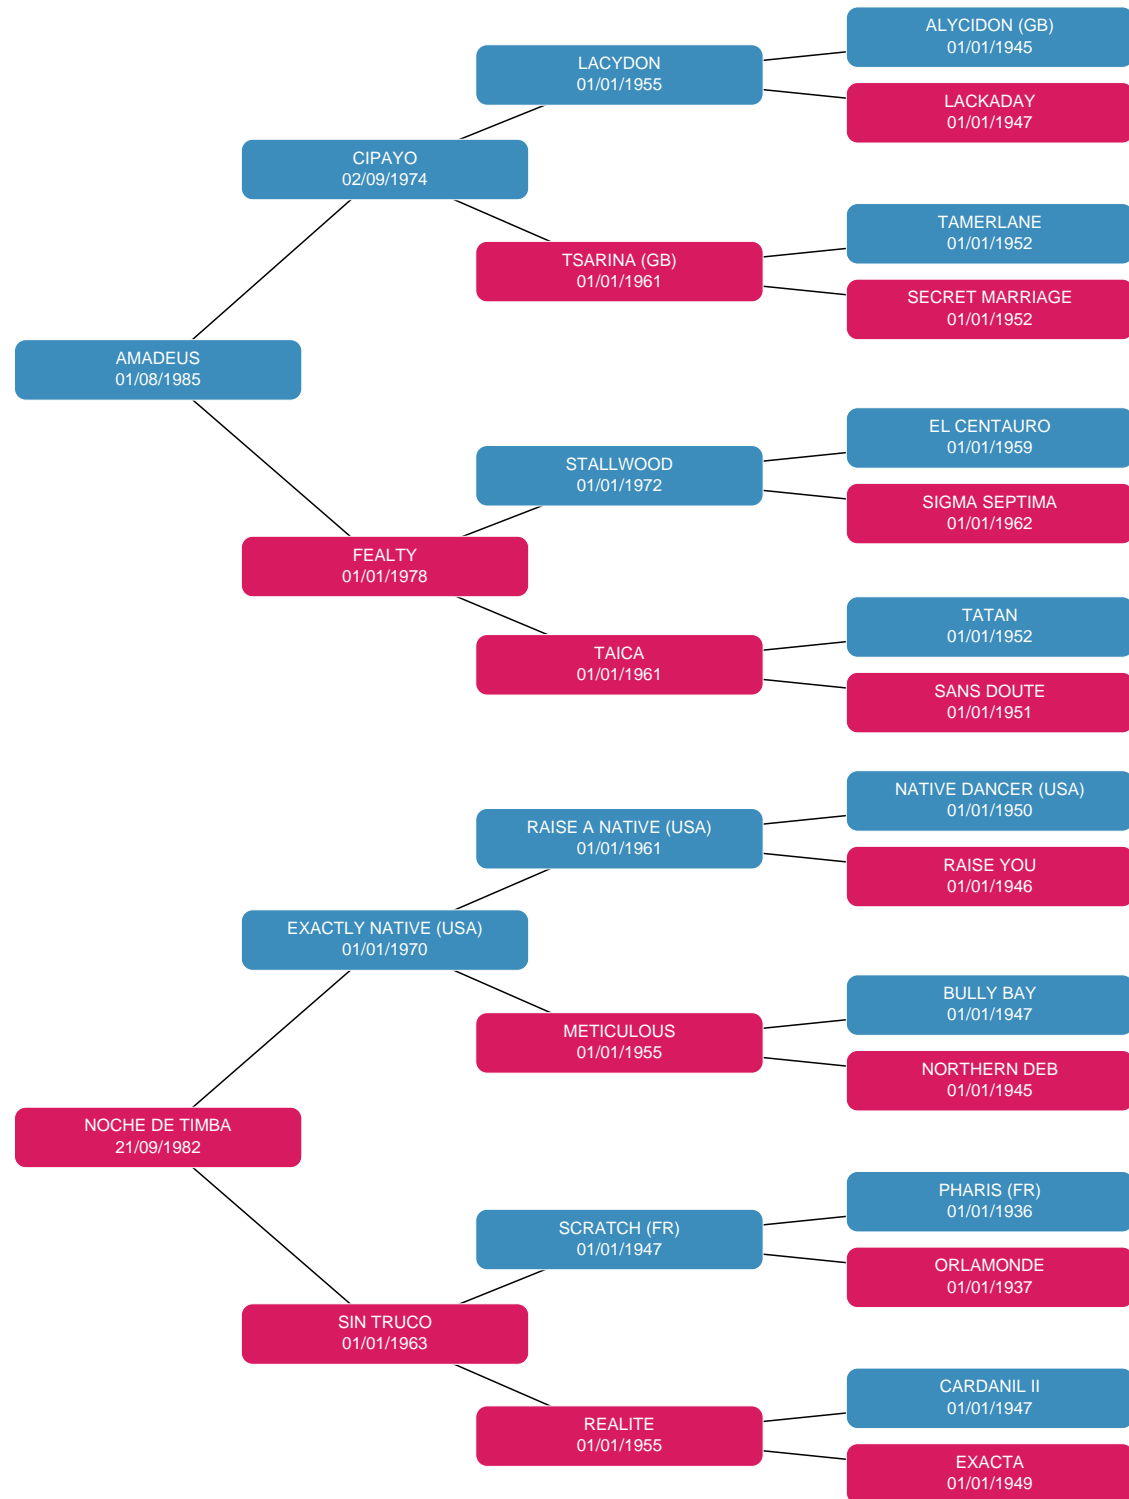 ALYCIDON (GB)
01/01/1945
LACYDON
01/01/1955
LACKADAY
01/01/1947
CIPAYO
02/09/1974
TAMERLANE
01/01/1952
TSARINA (GB)
01/01/1961
SECRET MARRIAGE
01/01/1952
AMADEUS
01/08/1985
EL CENTAURO
01/01/1959
STALLWOOD
01/01/1972
SIGMA SEPTIMA
01/01/1962
FEALTY
01/01/1978
TATAN
01/01/1952
TAICA
01/01/1961
SANS DOUTE
01/01/1951
NATIVE DANCER (USA)
01/01/1950
RAISE A NATIVE (USA)
01/01/1961
RAISE YOU
01/01/1946
EXACTLY NATIVE (USA)
01/01/1970
BULLY BAY
01/01/1947
METICULOUS
01/01/1955
NORTHERN DEB
01/01/1945
NOCHE DE TIMBA
21/09/1982
PHARIS (FR)
01/01/1936
SCRATCH (FR)
01/01/1947
ORLAMONDE
01/01/1937
SIN TRUCO
01/01/1963
CARDANIL II
01/01/1947
REALITE
01/01/1955
EXACTA
01/01/1949